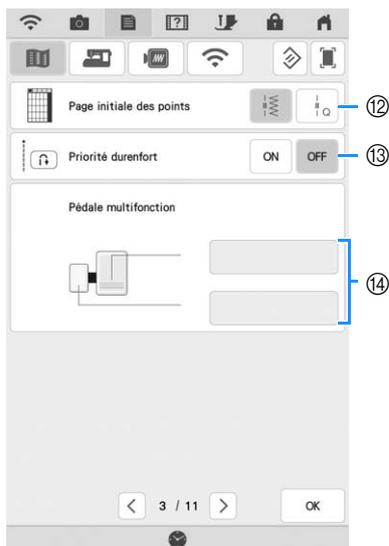 Page initiale des points
Q
⑫
Priorité durenfort
ON
OFF
⑬
Pédale multifonction
⑭
3 / 11
OK